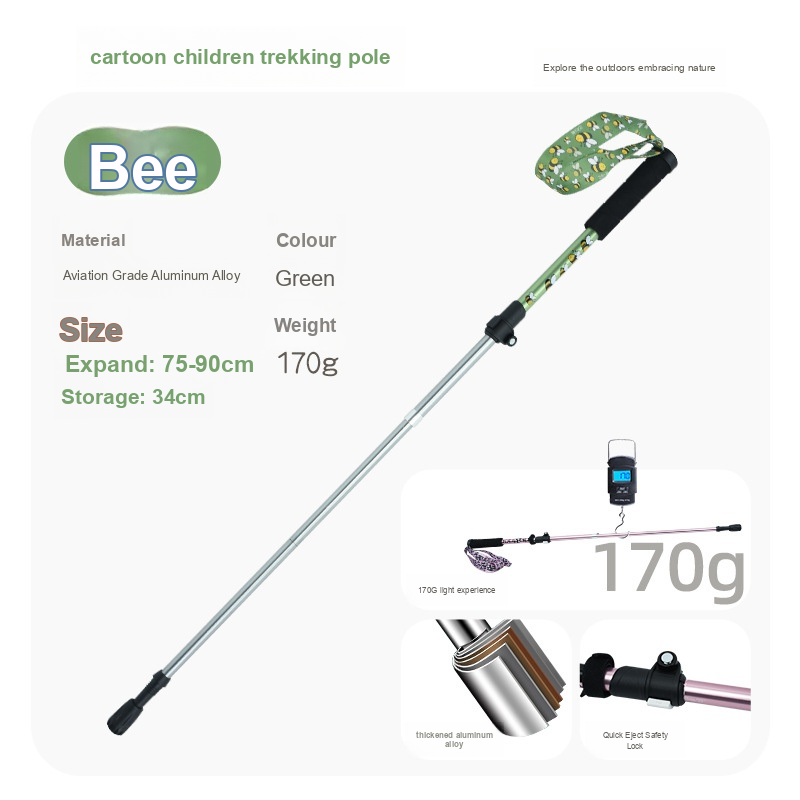 cartoon children trekking pole
Explore the outdoors embracing nature
Bee
Material
Colour
Aviation Grade Aluminum Alloy
Green
Size
Weight
Expand: 75-90cm
170g
Storage: 34cm
170
170g
170G light experience
thickened aluminum
alloy
Quick Eject Safety
Lock